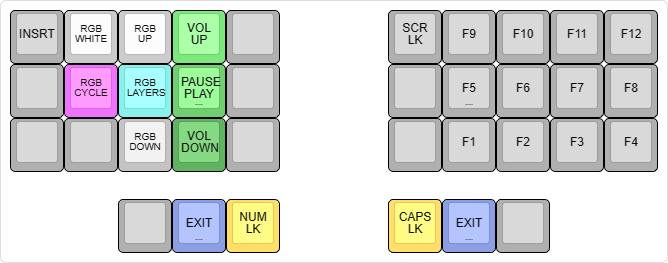 INSRT
RGB
WHITE
RGB
UP
VOL
UP
SCR
LK
F9
F10
F11
F12
RGB
CYCLE
RGB
LAYERS
PAUSE
PLAY
_
F5
_
F6
F7
F8
RGB
DOWN
VOL
DOWN
F1
F2
F3
F4
EXIT
_
NUM
LK
CAPS
LK
EXIT
_